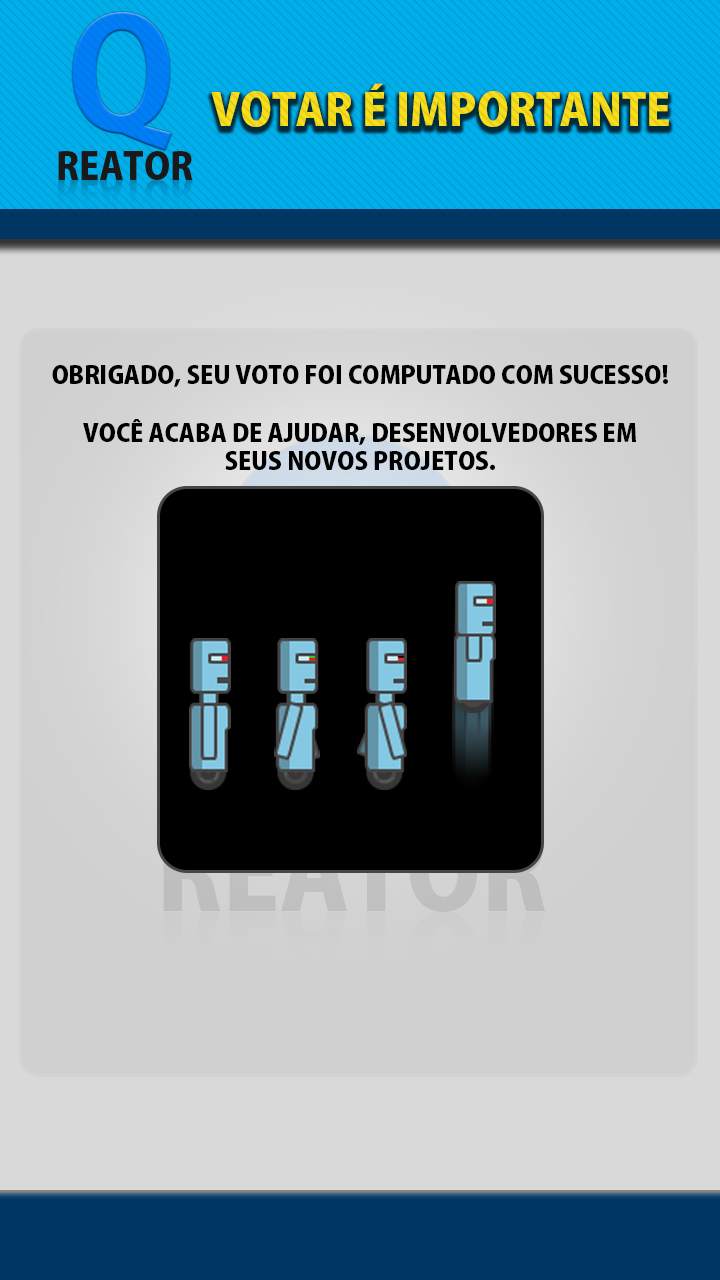 Q
REATOR
VOTAR É IMPORTANTE
OBRIGADO, SEU VOTO FOI COMPUTADO COM SUCESSO!
VOCÊ ACABA DE AJUDAR, DESENVOLVEDORES EM
SEUS NOVOS PROJETOS.
REATOR